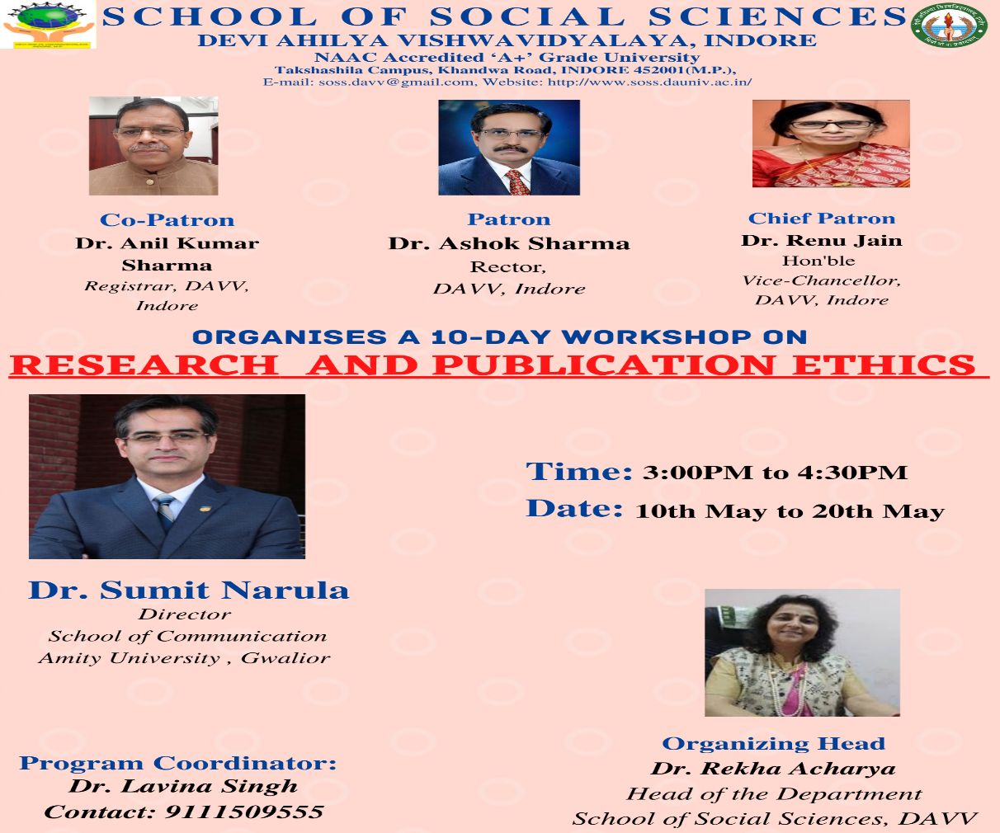 SCHOOL OF SOCIAL SCIENCES
DEVI AHILYA VISHWAVIDYALAYA, INDORE
NAAC Accredited ‘A+’ Grade University
Takshashila Campus, Khandwa Road, INDORE 452001(M.P.),
E-mail: soss.davv@gmail.com, Website: http://www.soss.dauniv.ac.in/
Co-Patron
Dr. Anil Kumar
Sharma
Registrar, DAVV,
Indore
Patron
Dr. Ashok Sharma
Rector,
DAVV, Indore
Chief Patron
Dr. Renu Jain
Hon'ble
Vice-Chancellor,
DAVV, Indore
ORGANISES A 10-DAY WORKSHOP ON
RESEARCH AND PUBLICATION ETHICS
Time: 3:00PM to 4:30PM
Date: 10th May to 20th May
Dr. Sumit Narula
Director
School of Communication
Amity University , Gwalior
Program Coordinator:
Dr. Lavina Singh
Contact: 9111509555
Organizing Head
Dr. Rekha Acharya
Head of the Department
School of Social Sciences, DAVV